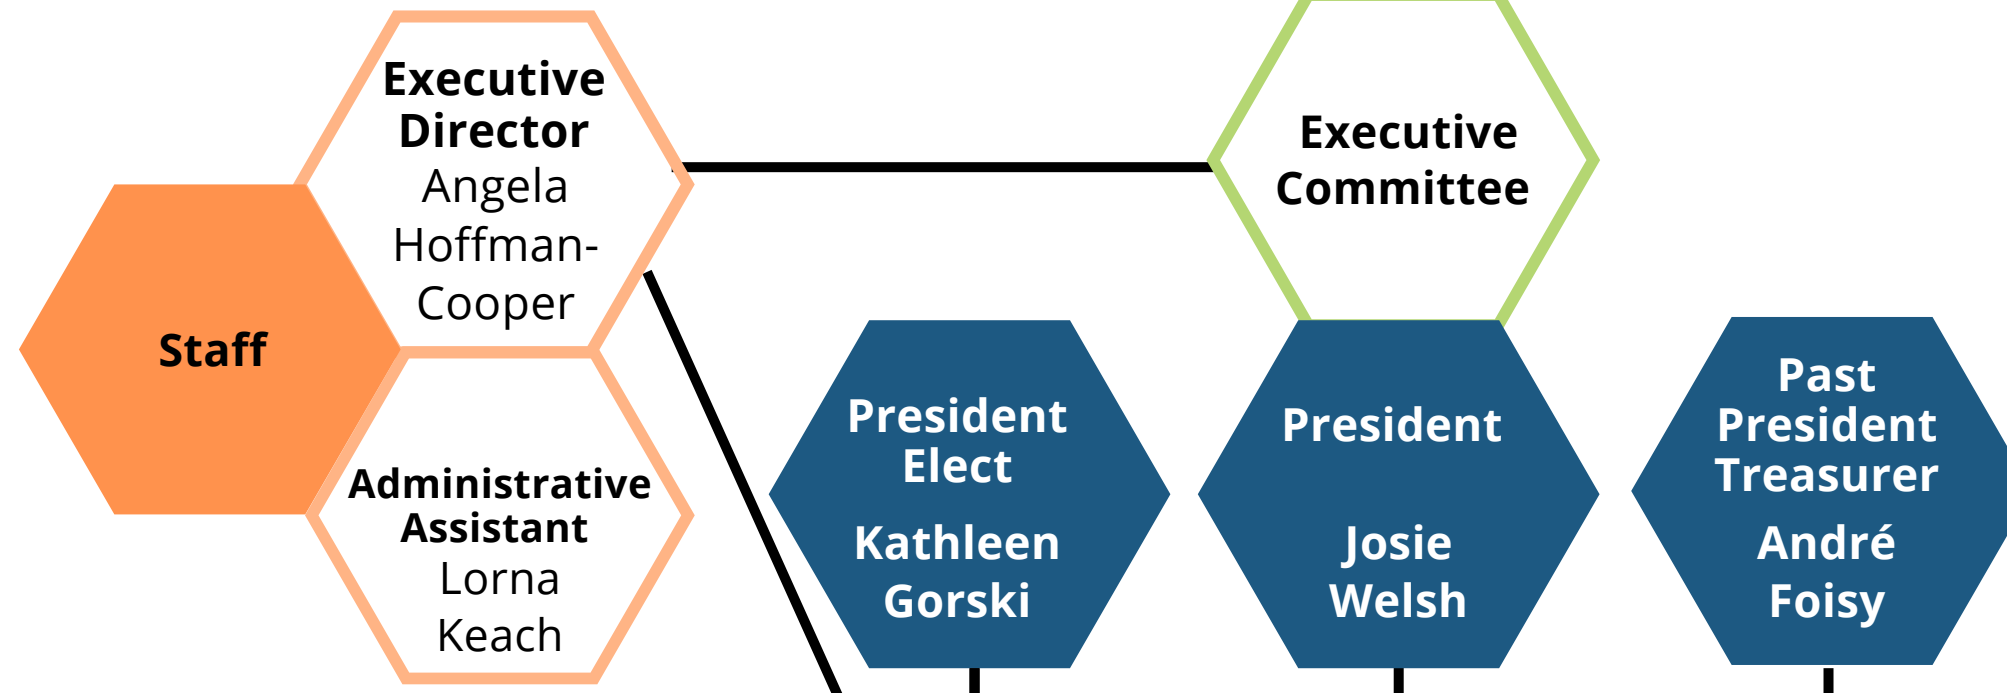 Executive
Director
Angela
Hoffman-
Cooper
Executive
Committee
Staff
Administrative
Assistant
Lorna
Keach
President
Elect
Kathleen
Gorski
President
Josie
Welsh
Past
President
Treasurer
André
Foisy